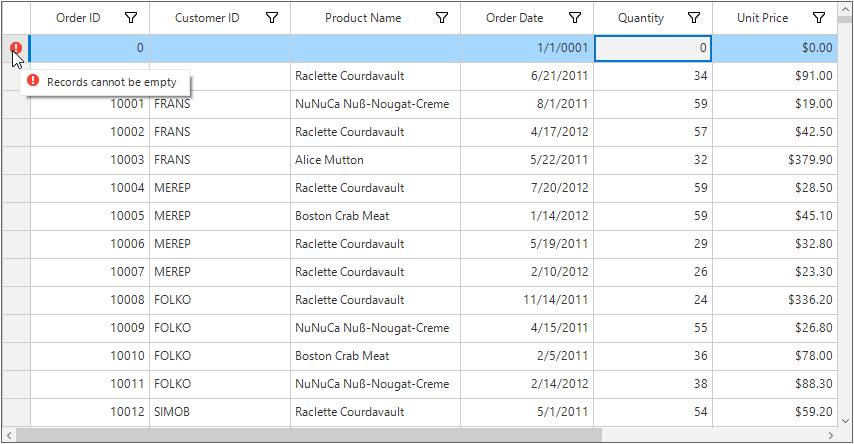 Order ID Customer ID Product Name Order Date Quantity Unit Price
0 1/1/0001 0 $0.00
Records cannot be empty
Raclette Courdavault 6/21/2011 34 $91.00
10001 FRANS NuNuCa Nuß-Nougat-Creme 8/1/2011 59 $19.00
10002 FRANS Raclette Courdavault 4/17/2012 57 $42.50
10003 FRANS Alice Mutton 5/22/2011 32 $379.90
10004 MEREP Raclette Courdavault 7/20/2012 59 $28.50
10005 MEREP Boston Crab Meat 1/14/2012 59 $45.10
10006 MEREP Raclette Courdavault 5/19/2011 29 $32.80
10007 MEREP Raclette Courdavault 2/10/2012 26 $23.30
10008 FOLKO Raclette Courdavault 11/14/2011 24 $336.20
10009 FOLKO NuNuCa Nuß-Nougat-Creme 4/15/2011 55 $26.80
10010 FOLKO Boston Crab Meat 2/5/2011 36 $78.00
10011 FOLKO NuNuCa Nuß-Nougat-Creme 2/14/2012 38 $88.30
10012 SIMOB Raclette Courdavault 5/1/2011 54 $59.20